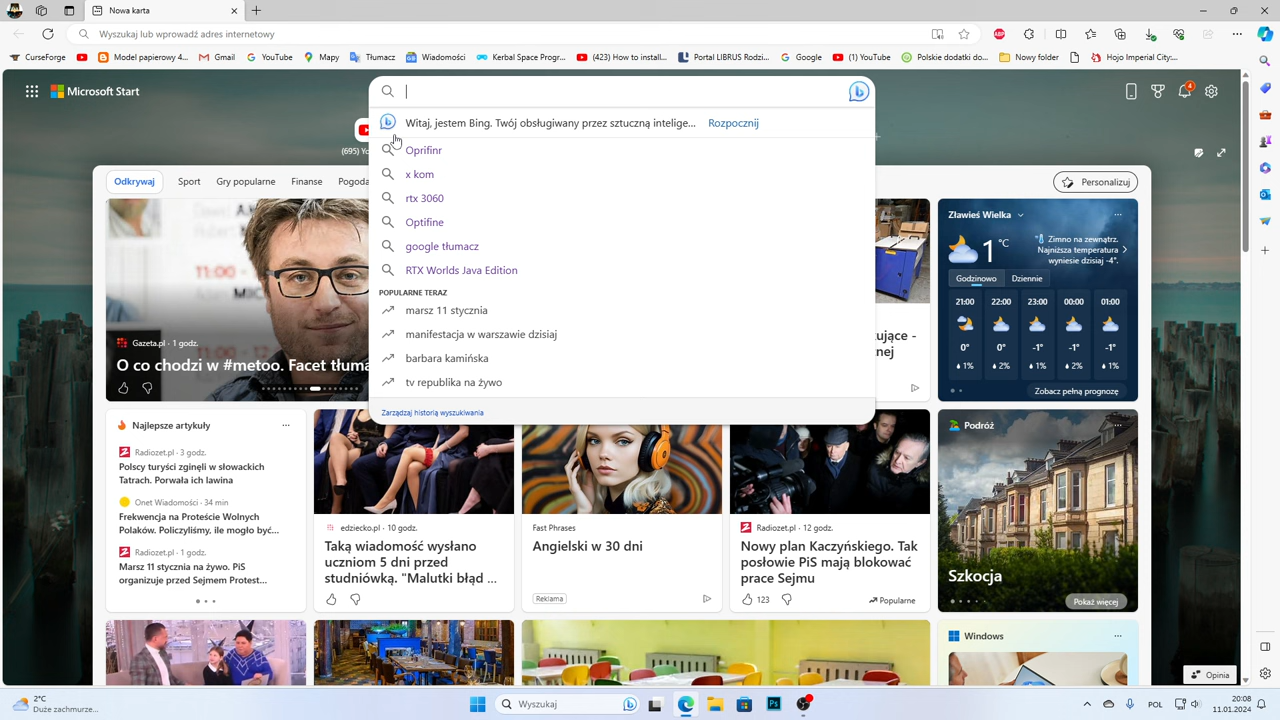 Nowa karta
Wyszukaj lub wprowadź adres internetowy
CurseForge
Model papierowy 4...
Gmail
YouTube
Mapy
Tłumacz
Wiadomości
Kerbal Space Progr...
(423) How to install...
Portal LIBRUS Rodzi...
Google
(1) YouTube
Polskie dodatki do...
Nowy folder
Hojo Imperial City:...
Microsoft Start
4
Witaj, jestem Bing. Twój obsługiwany przez sztuczną intelige...
Rozpocznij
Oprifinr
x kom
rtx 3060
Optifine
google tłumacz
RTX Worlds Java Edition
POPULARNE TERAZ
marsz 11 stycznia
manifestacja w warszawie dzisiaj
barbara kamińska
tv republika na żywo
Zarządzaj historią wyszukiwania
(695) Yo
Odkrywaj
Sport
Gry popularne
Finanse
Pogoda
Personalizuj
Gazeta.pl · 1 godz.
O co chodzi w #metoo. Facet tłuma
kujące -
nej
Zławieś Wielka
1 °C
Zimno na zewnątrz.
Najniższa temperatura
wyniesie dzisiaj -4°.
Godzinowo
Dziennie
21:00 22:00 23:00 00:00 01:00
0° 0° -1° -1° -1°
1% 2% 1% 2% 1%
Zobacz pełną prognozę
Najlepsze artykuły
Radiozet.pl · 3 godz.
Polscy turyści zginęli w słowackich
Tatrach. Porwała ich lawina
Onet Wiadomości · 34 min
Frekwencja na Proteście Wolnych
Polaków. Policzyliśmy, ile mogło być...
Radiozet.pl · 1 godz.
Marsz 11 stycznia na żywo. PiS
organizuje przed Sejmem Protest...
edziecko.pl · 10 godz.
Taką wiadomość wysłano
uczniom 5 dni przed
studniówką. "Malutki błąd ...
Fast Phrases
Angielski w 30 dni
Reklama
Radiozet.pl · 12 godz.
Nowy plan Kaczyńskiego. Tak
posłowie PiS mają blokować
prace Sejmu
123
Popularne
Podróż
Szkocja
Pokaż więcej
Windows
Opinia
2°C
Duże zachmurze...
Wyszukaj
Ps
POL
20:08
11.01.2024